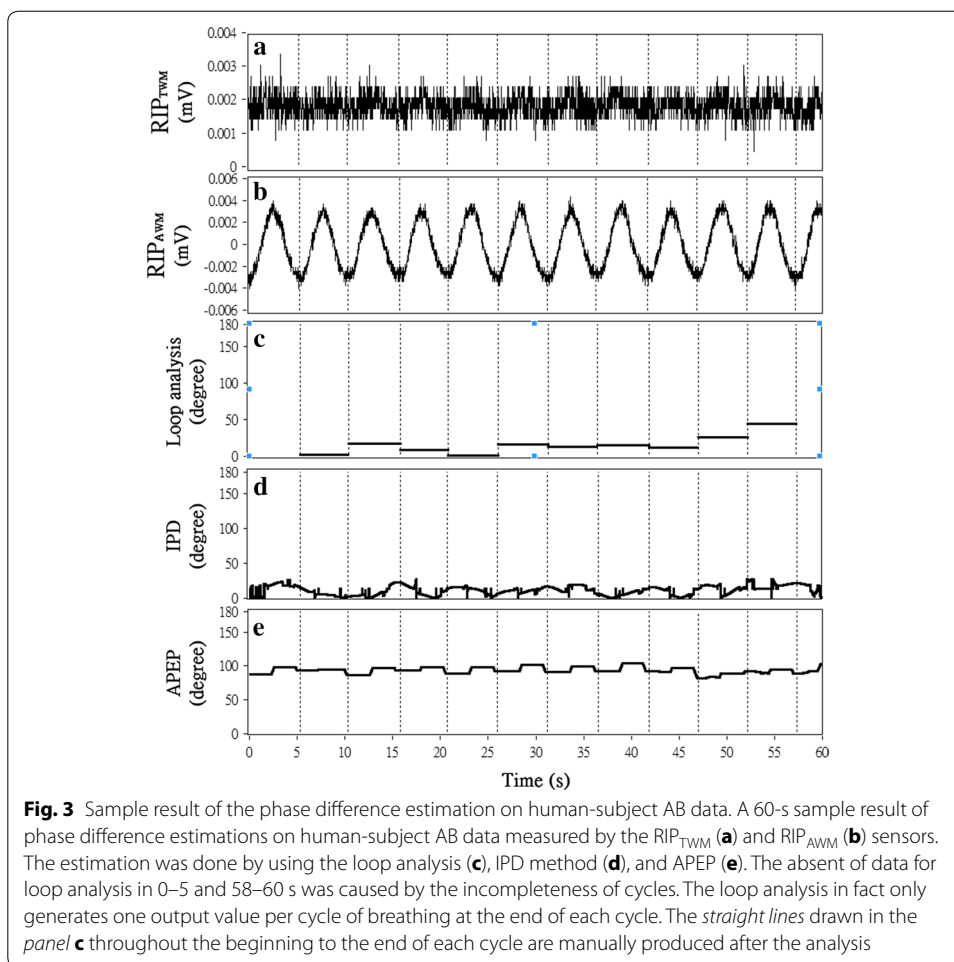 a
0.004
0.003
0.002
0.001
0
RIPTWM
(mV)
b
0.006
0.004
0.002
0
-0.002
-0.004
-0.006
RIPAWM
(mV)
c
180
150
100
50
0
Loop analysis
(degree)
d
180
150
100
50
0
IPD
(degree)
e
180
150
100
50
0
APEP
(degree)
0 5 10 15 20 25 30 35 40 45 50 55 60
Time (s)
Fig. 3 Sample result of the phase difference estimation on human-subject AB data. A 60-s sample result of
phase difference estimations on human-subject AB data measured by the RIPTWM (a) and RIPAWM (b) sensors.
The estimation was done by using the loop analysis (c), IPD method (d), and APEP (e). The absent of data for
loop analysis in 0–5 and 58–60 s was caused by the incompleteness of cycles. The loop analysis in fact only
generates one output value per cycle of breathing at the end of each cycle. The straight lines drawn in the
panel c throughout the beginning to the end of each cycle are manually produced after the analysis